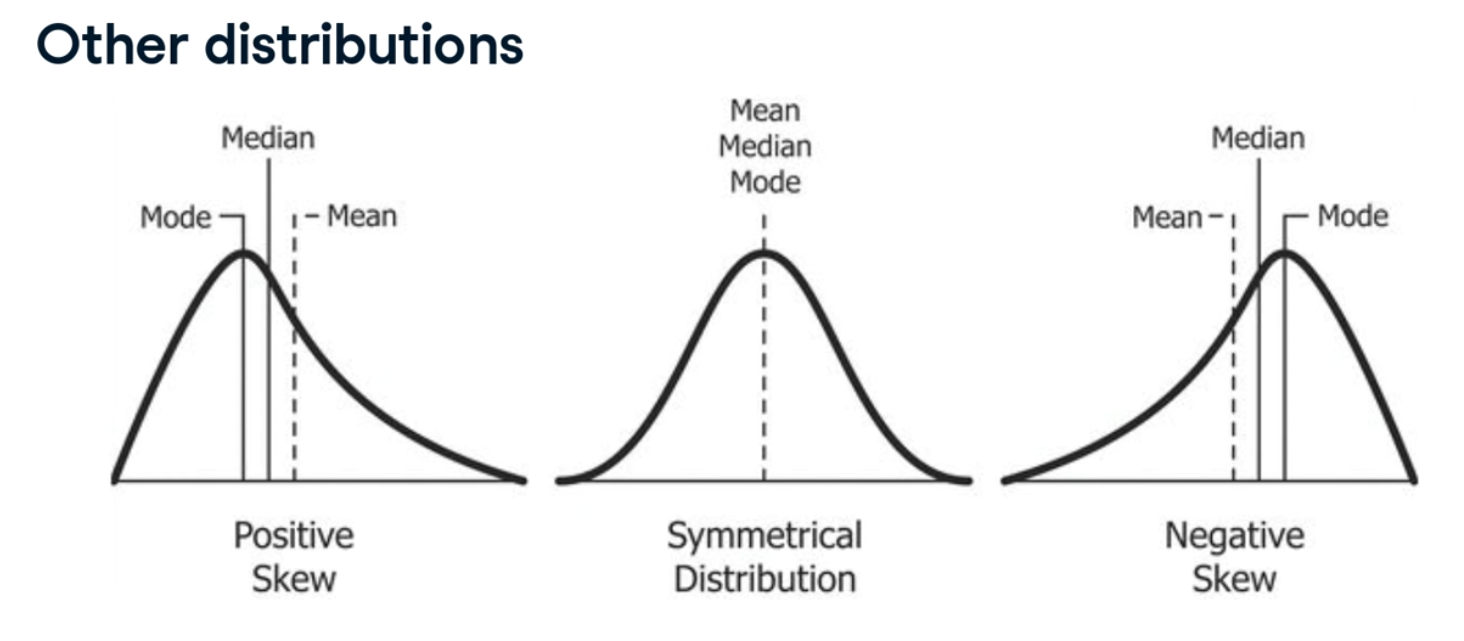 Other distributions
Median
Mode
Mean
Positive
Skew
Mean
Median
Mode
Symmetrical
Distribution
Median
Mean
Mode
Negative
Skew